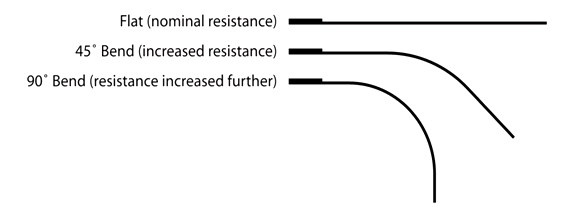 Flat (nominal resistance)
45˚ Bend (increased resistance)
90˚ Bend (resistance increased further)